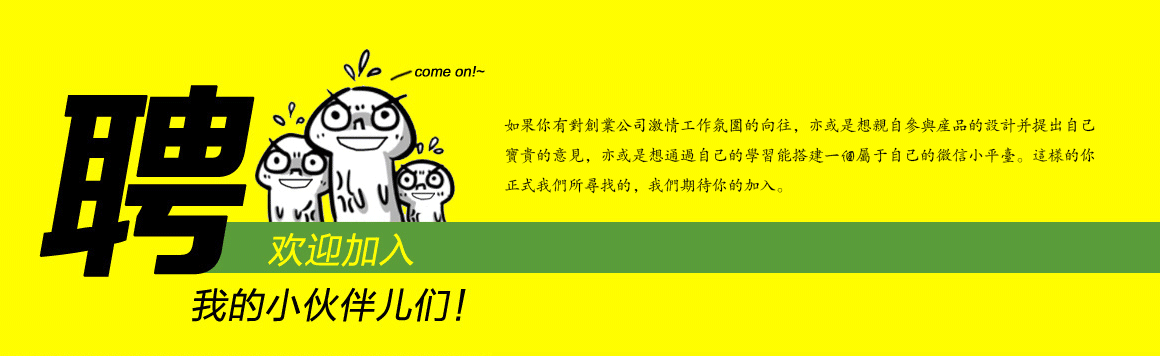 聘
come on!~
如果你有對創業公司激情工作氛圍的向往，亦或是想親自參與産品的設計并提出自己
寶貴的意見，亦或是想通過自己的學習能搭建一個屬于自己的微信小平臺。這樣的你
正式我們所尋找的，我們期待你的加入。
欢迎加入
我的小伙伴儿们！